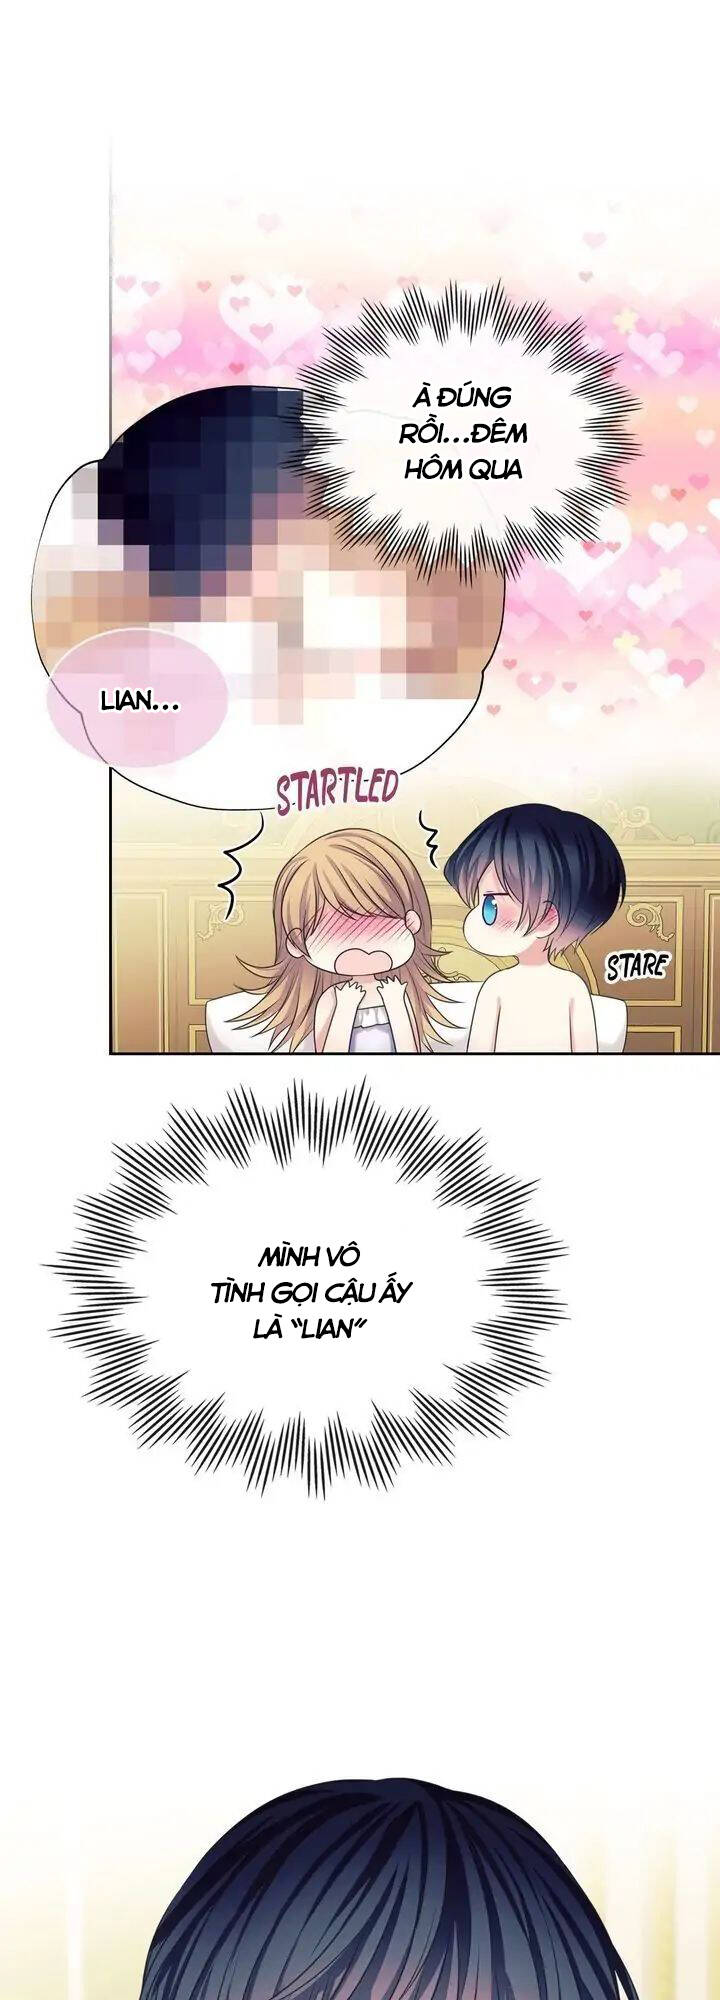 À ĐÚNG
RỒI...ĐÊM
HÔM QUA
LIAN...
STARTLED
STARE
MÌNH VÔ
TÌNH GỌI CẬU ẤY
LÀ "LIAN"